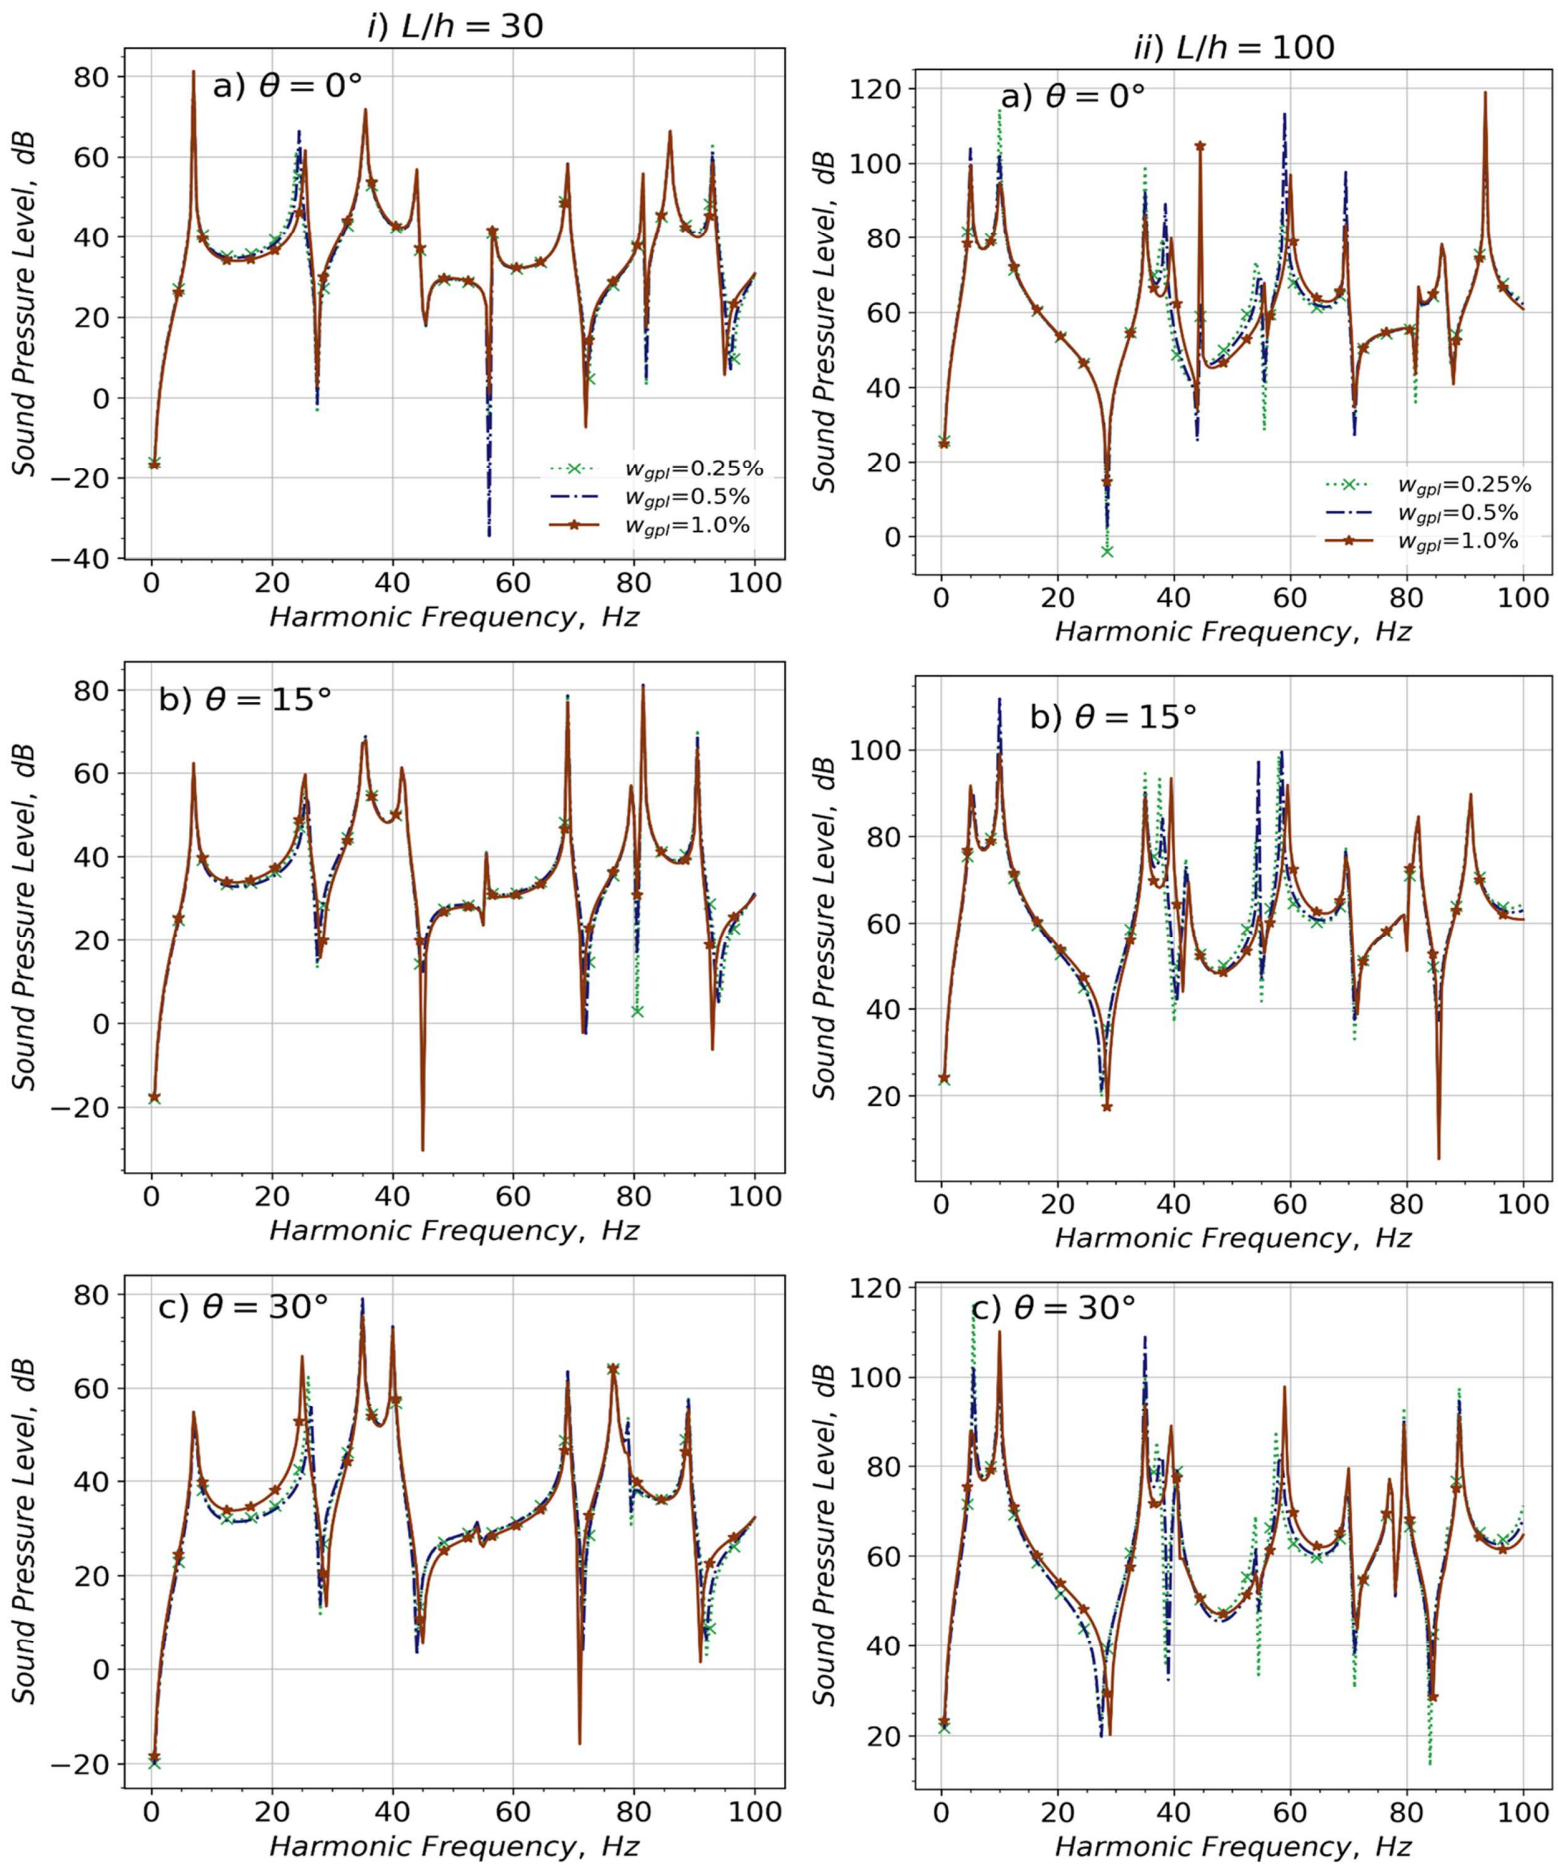 i) L/h = 30
a) θ = 0°
80
60
40
20
0
−20
−40
Sound Pressure Level, dB
w_gpl=0.25%
w_gpl=0.5%
w_gpl=1.0%
0 20 40 60 80 100
Harmonic Frequency, Hz
ii) L/h = 100
a) θ = 0°
120
100
80
60
40
20
0
Sound Pressure Level, dB
w_gpl=0.25%
w_gpl=0.5%
w_gpl=1.0%
0 20 40 60 80 100
Harmonic Frequency, Hz
b) θ = 15°
80
60
40
20
0
−20
Sound Pressure Level, dB
0 20 40 60 80 100
Harmonic Frequency, Hz
b) θ = 15°
100
80
60
40
20
Sound Pressure Level, dB
0 20 40 60 80 100
Harmonic Frequency, Hz
c) θ = 30°
80
60
40
20
0
−20
Sound Pressure Level, dB
0 20 40 60 80 100
Harmonic Frequency, Hz
c) θ = 30°
120
100
80
60
40
20
Sound Pressure Level, dB
0 20 40 60 80 100
Harmonic Frequency, Hz